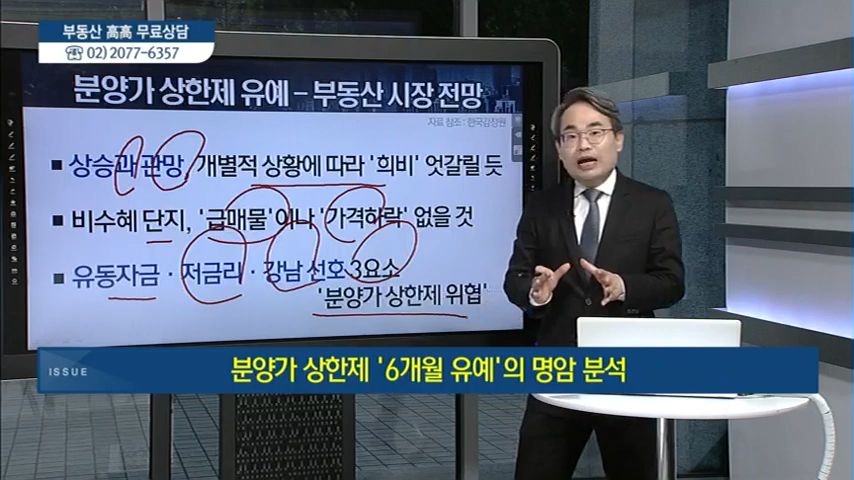 부동산 高高 무료상담
☎ 02) 2077-6357
분양가 상한제 유예 – 부동산 시장 전망
자료 참조 : 한국감정원
■ 상승과 관망, 개별적 상황에 따라 '희비' 엇갈릴 듯
■ 비수혜 단지, '급매물'이나 '가격하락' 없을 것
■ 유동자금 · 저금리 · 강남 선호 3요소
'분양가 상한제 위협'
ISSUE
분양가 상한제 '6개월 유예'의 명암 분석